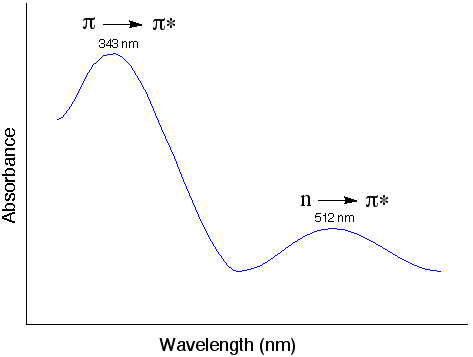 π → π*
343 nm
n → π*
512 nm
Absorbance
Wavelength (nm)